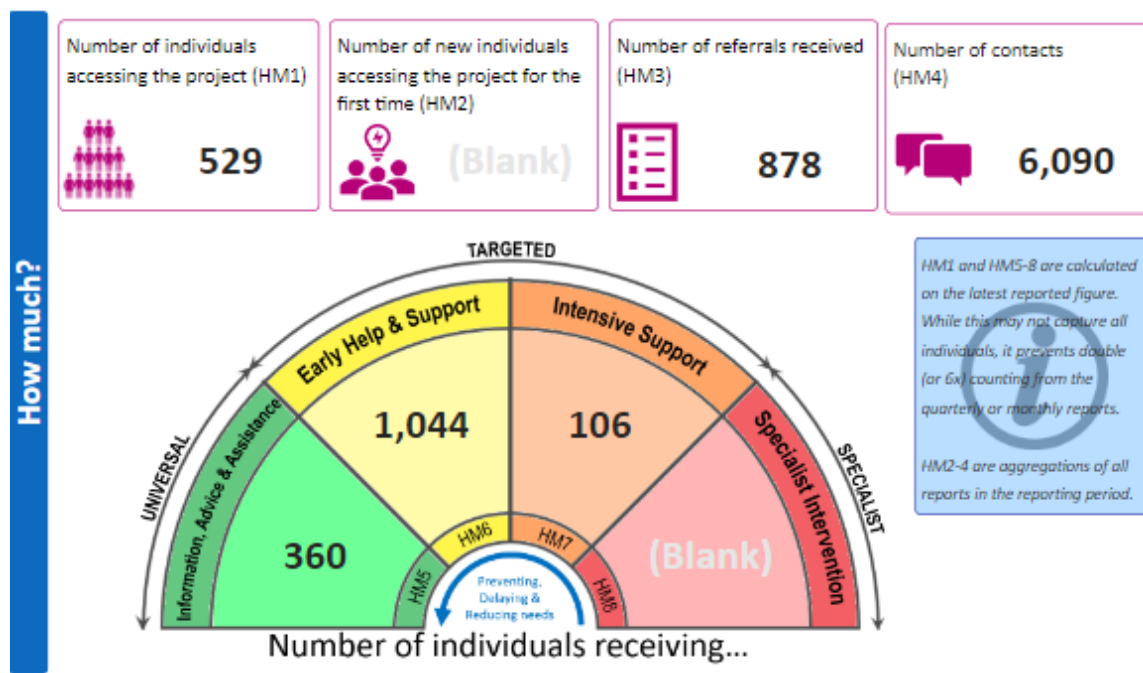 How much?
Number of individuals
accessing the project (HM1)
529
Number of new individuals
accessing the project for the
first time (HM2)
(Blank)
Number of referrals received
(HM3)
878
Number of contacts
(HM4)
6,090
TARGETED
UNIVERSAL
SPECIALIST
Information, Advice & Assistance
Early Help & Support
Intensive Support
Specialist Intervention
360
1,044
106
(Blank)
HM5
HM6
HM7
HM8
Preventing,
Delaying &
Reducing needs
Number of individuals receiving...
HM1 and HM5-8 are calculated
on the latest reported figure.
While this may not capture all
individuals, it prevents double
(or 6x) counting from the
quarterly or monthly reports.
HM2-4 are aggregations of all
reports in the reporting period.